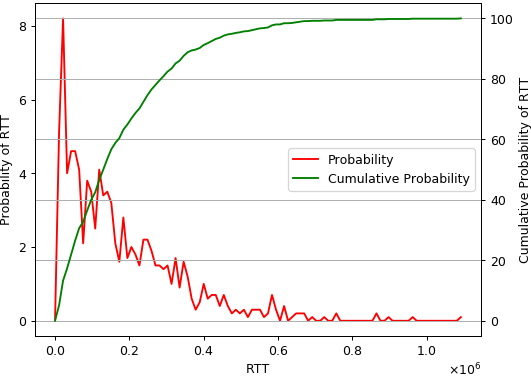 8
6
4
2
0
Probability of RTT
100
80
60
40
20
0
Cumulative Probability of RTT
Probability
Cumulative Probability
0.0 0.2 0.4 0.6 0.8 1.0
RTT
×10⁶